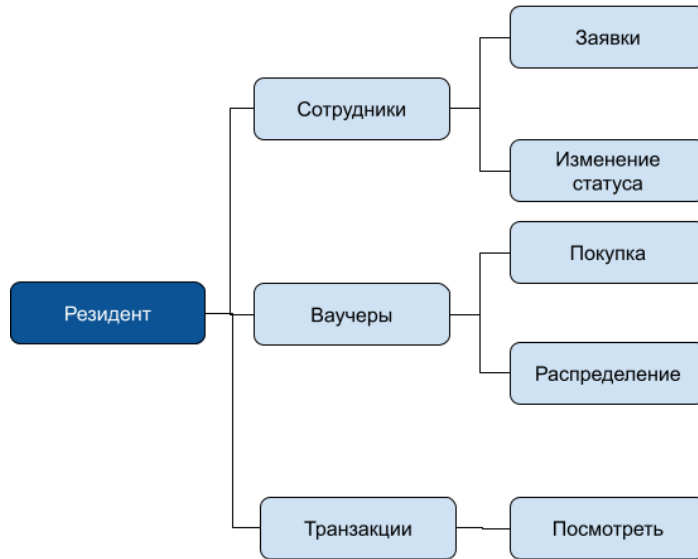 Заявки
Сотрудники
Изменение
статуса
Покупка
Резидент
Ваучеры
Распределение
Транзакции
Посмотреть